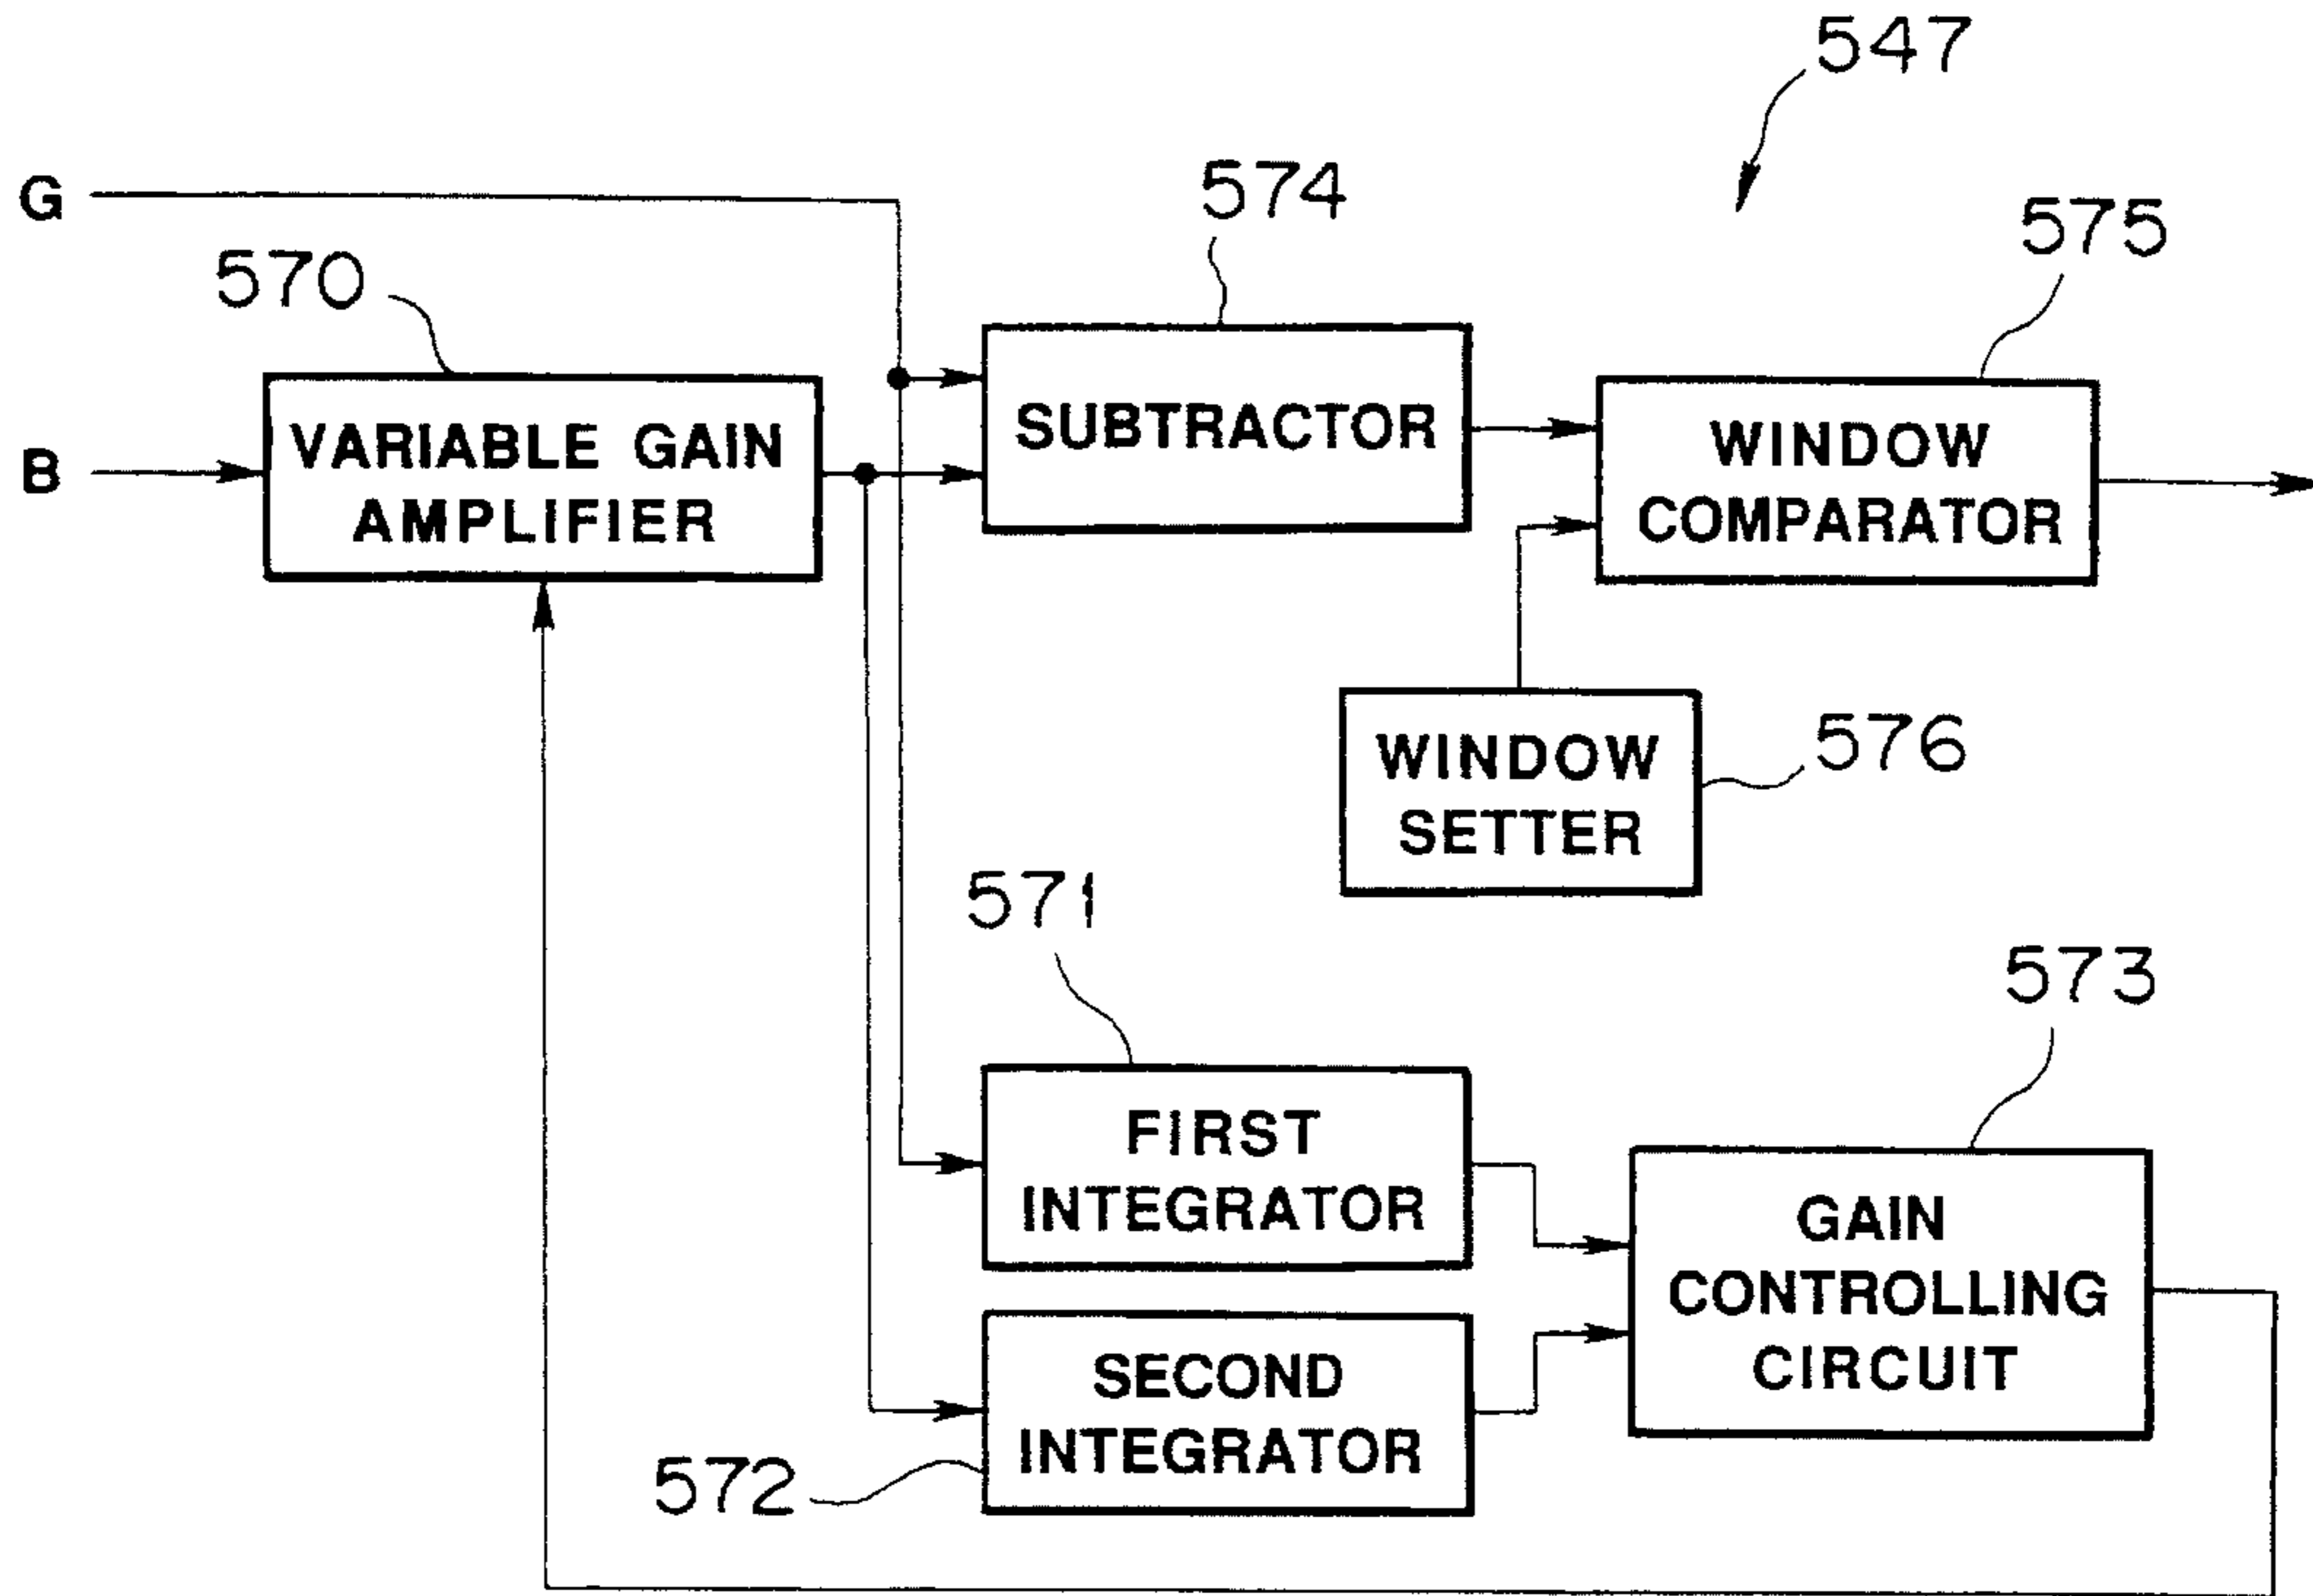 547
G
574
575
570
B
VARIABLE GAIN
AMPLIFIER
SUBTRACTOR
WINDOW
COMPARATOR
WINDOW
SETTER
576
571
573
FIRST
INTEGRATOR
GAIN
CONTROLLING
CIRCUIT
SECOND
INTEGRATOR
572